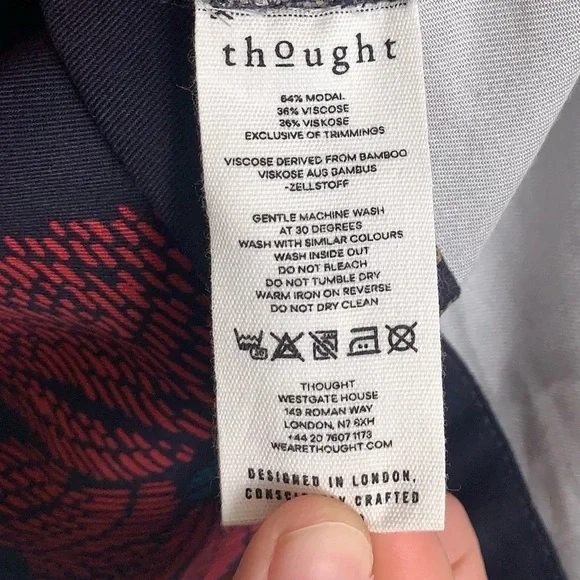 thought
64% MODAL
36% VISCOSE
36% VISKOSE
EXCLUSIVE OF TRIMMINGS
VISCOSE DERIVED FROM BAMBOO
VISKOSE AUS BAMBUS
-ZELLSTOFF
GENTLE MACHINE WASH
AT 30 DEGREES
WASH WITH SIMILAR COLOURS
WASH INSIDE OUT
DO NOT BLEACH
DO NOT TUMBLE DRY
WARM IRON ON REVERSE
DO NOT DRY CLEAN
30
THOUGHT
WESTGATE HOUSE
149 ROMAN WAY
LONDON, N7 8XH
+44 20 7607 1173
WEARETHOUGHT.COM
DESIGNED IN LONDON,
CRAFTED